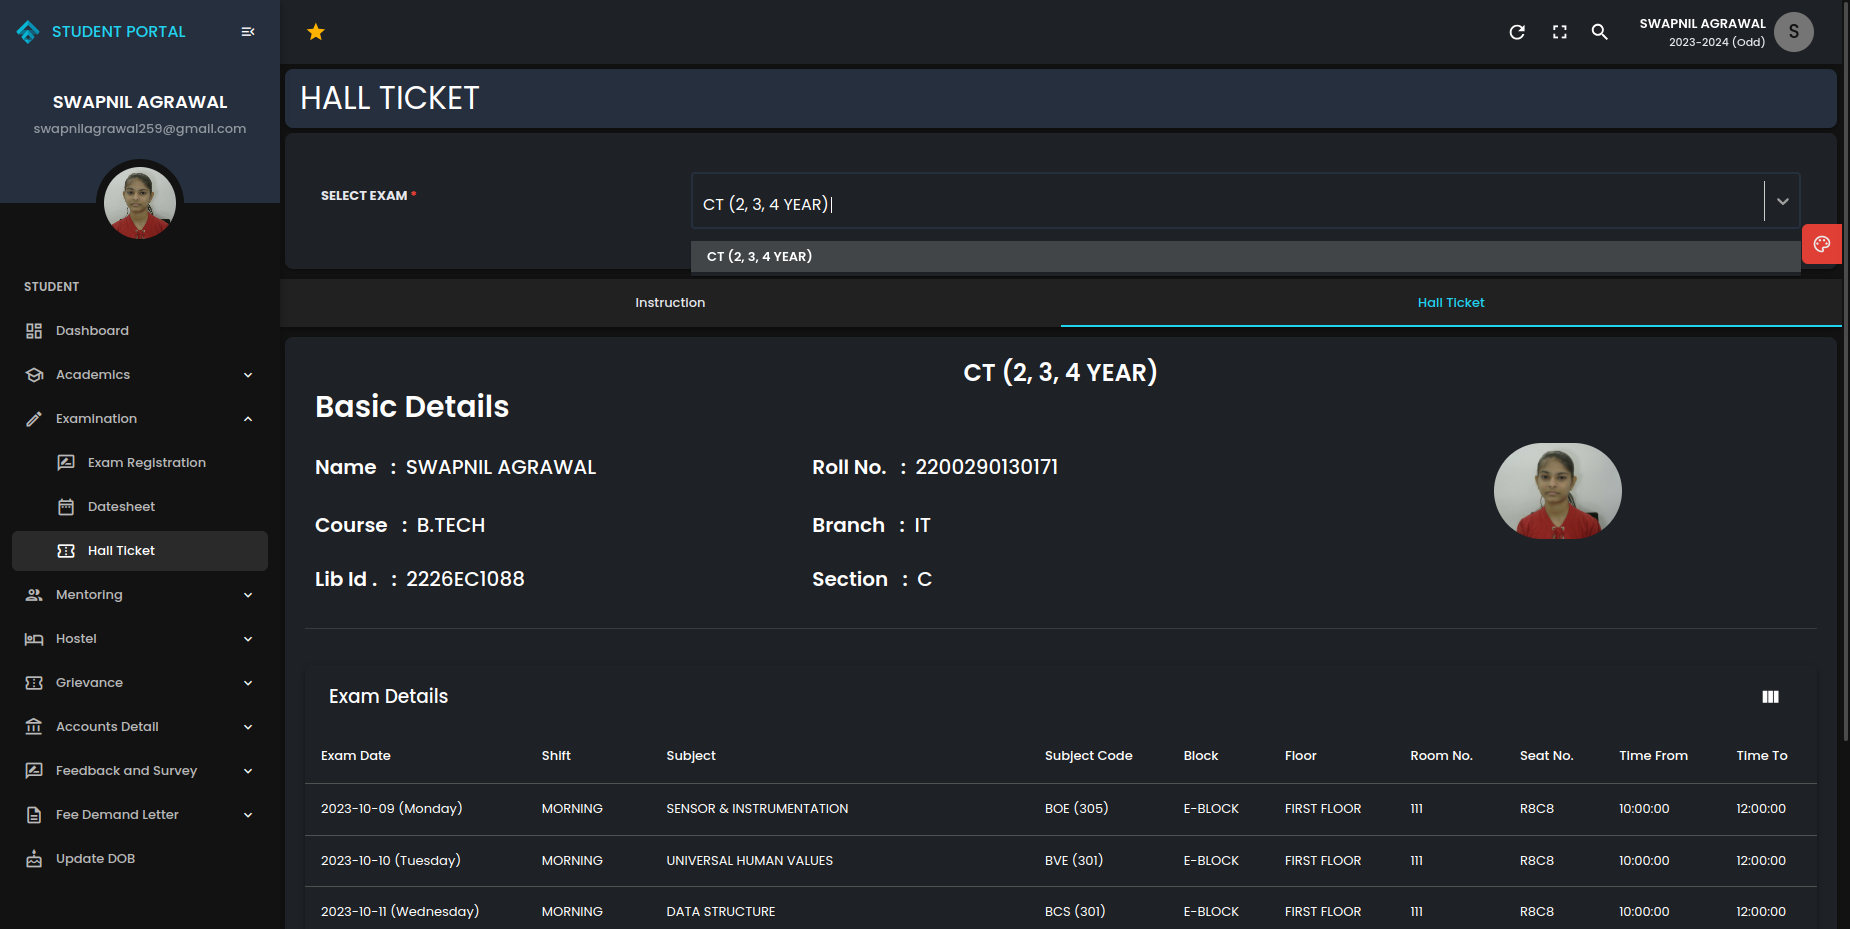 STUDENT PORTAL
SWAPNIL AGRAWAL
2023-2024 (Odd)
S
SWAPNIL AGRAWAL
swapnilagrawal259@gmail.com
STUDENT
Dashboard
Academics
Examination
Exam Registration
Datesheet
Hall Ticket
Mentoring
Hostel
Grievance
Accounts Detail
Feedback and Survey
Fee Demand Letter
Update DOB
HALL TICKET
SELECT EXAM *
CT (2, 3, 4 YEAR)
CT (2, 3, 4 YEAR)
Instruction Hall Ticket
CT (2, 3, 4 YEAR)
Basic Details
Name : SWAPNIL AGRAWAL Roll No. : 2200290130171
Course : B.TECH Branch : IT
Lib Id . : 2226EC1088 Section : C
Exam Details
Exam Date Shift Subject Subject Code Block Floor Room No. Seat No. Time From Time To
2023-10-09 (Monday) MORNING SENSOR & INSTRUMENTATION BOE (305) E-BLOCK FIRST FLOOR 111 R8C8 10:00:00 12:00:00
2023-10-10 (Tuesday) MORNING UNIVERSAL HUMAN VALUES BVE (301) E-BLOCK FIRST FLOOR 111 R8C8 10:00:00 12:00:00
2023-10-11 (Wednesday) MORNING DATA STRUCTURE BCS (301) E-BLOCK FIRST FLOOR 111 R8C8 10:00:00 12:00:00